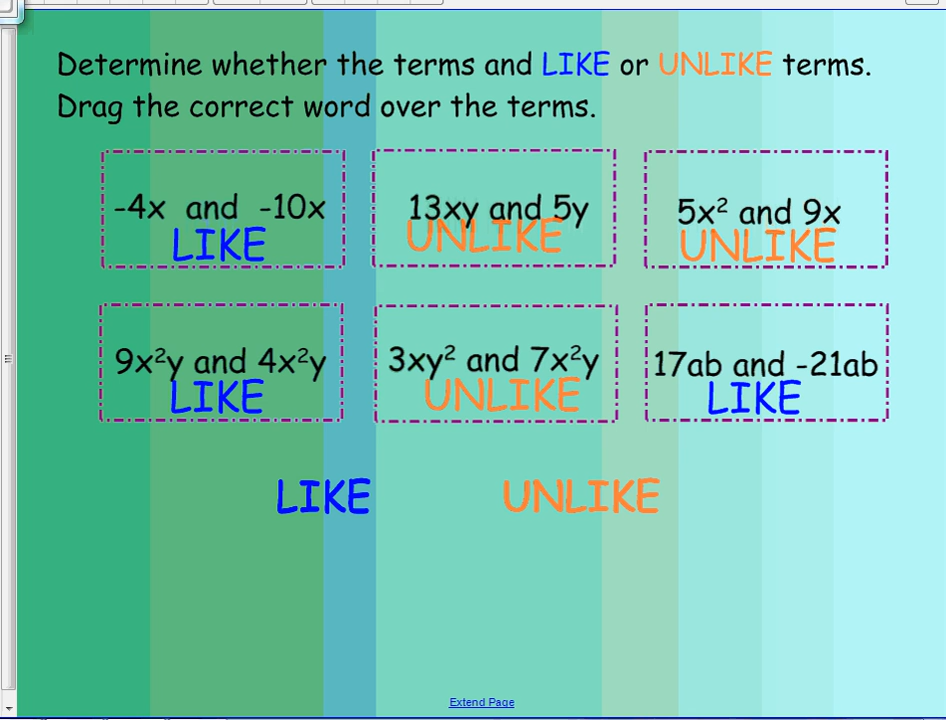 Determine whether the terms and LIKE or UNLIKE terms.
Drag the correct word over the terms.
-4x and -10x
LIKE
13xy and 5y
UNLIKE
5x² and 9x
UNLIKE
9x²y and 4x²y
LIKE
3xy² and 7x²y
UNLIKE
17ab and -21ab
LIKE
LIKE UNLIKE
Extend Page